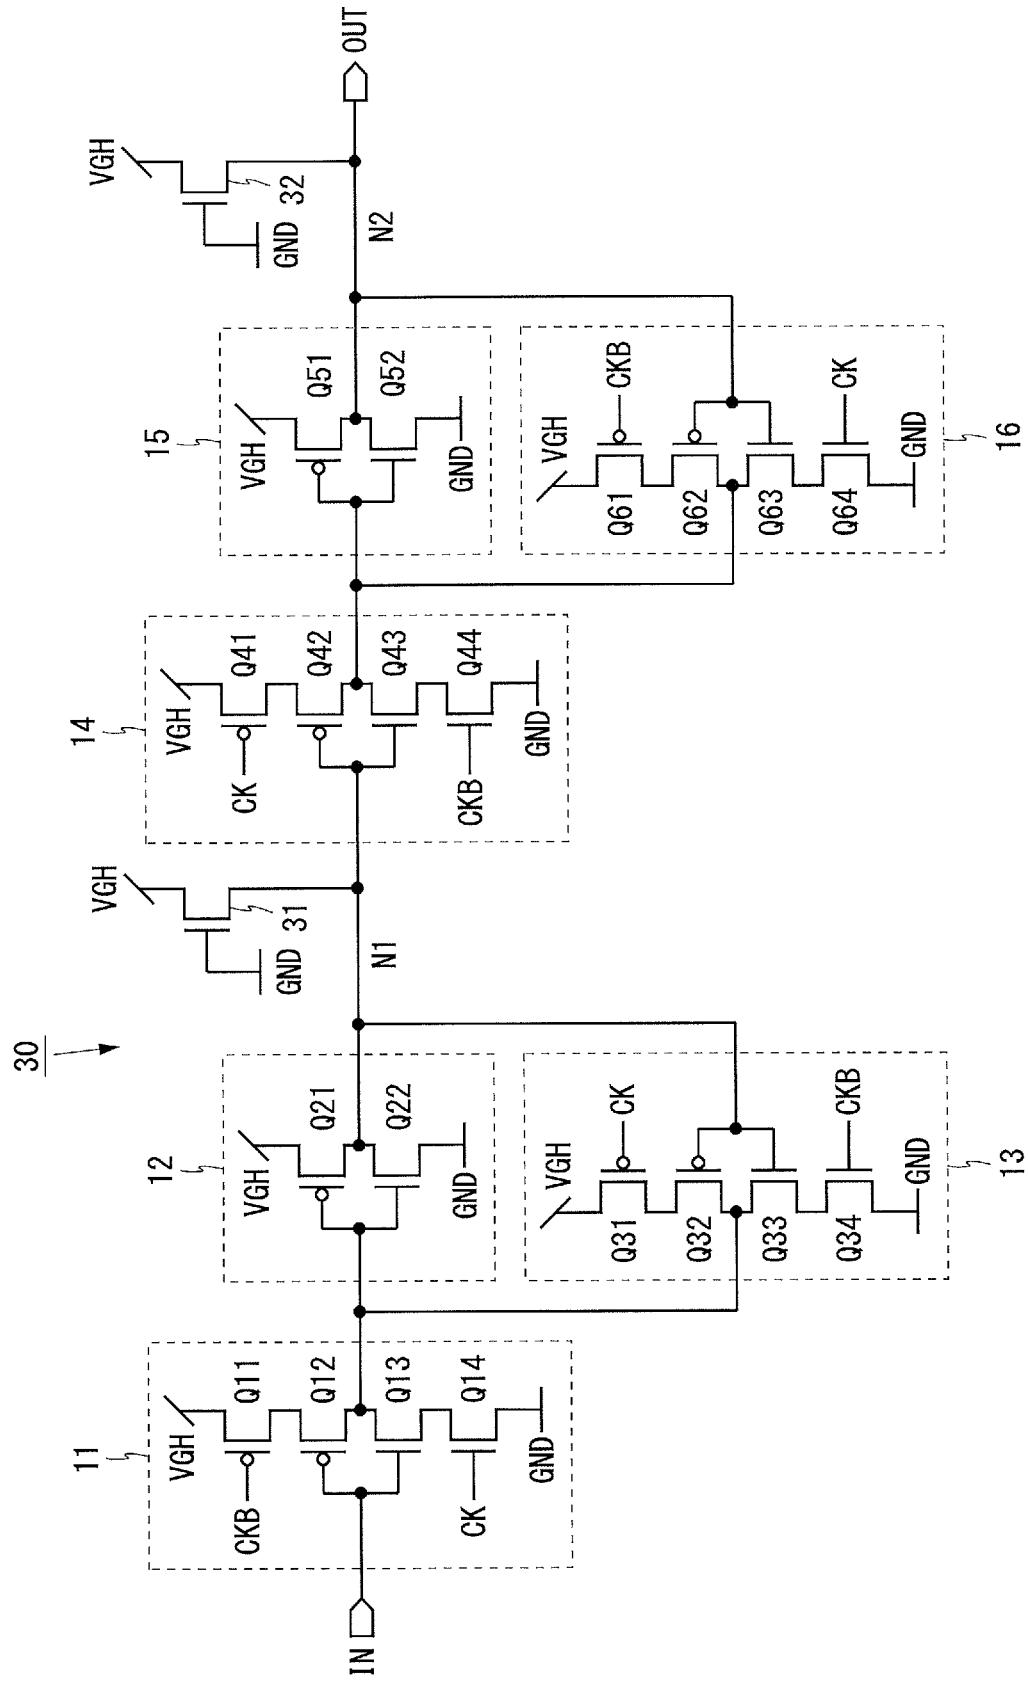 30
11
VGH
CKB
Q11
Q12
Q13
Q14
CK
GND
IN
12
VGH
Q21
Q22
GND
13
VGH
CK
Q31
Q32
Q33
Q34
CKB
GND
VGH
31
GND
N1
14
VGH
CK
Q41
Q42
Q43
Q44
CKB
GND
15
VGH
Q51
Q52
GND
16
VGH
CKB
Q61
Q62
Q63
Q64
CK
GND
VGH
32
GND
N2
OUT